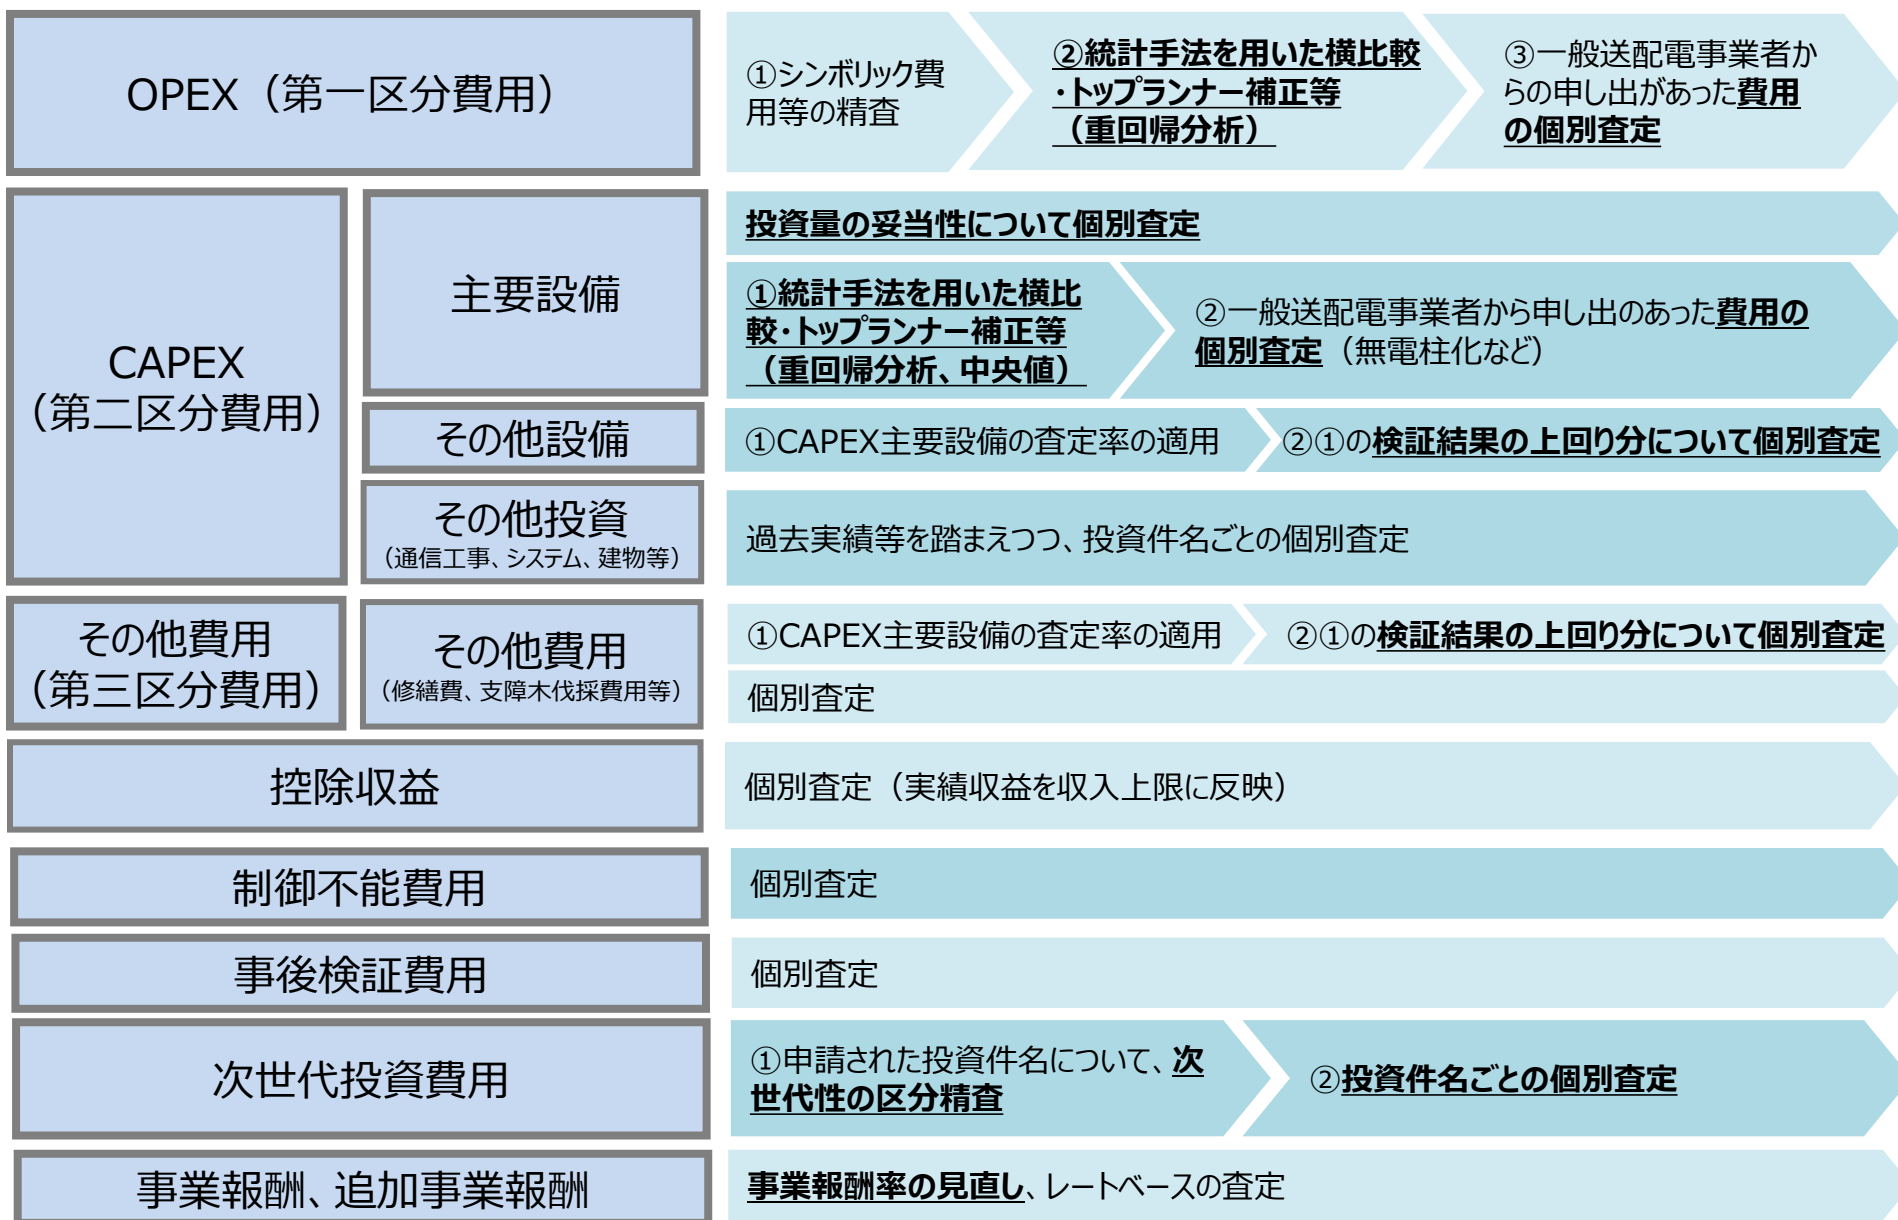 OPEX（第一区分費用）
①シンボリック費
用等の精査
②統計手法を用いた横比較
・トップランナー補正等
（重回帰分析）
③一般送配電事業者か
らの申し出があった費用
の個別査定
CAPEX
（第二区分費用）
主要設備
投資量の妥当性について個別査定
①統計手法を用いた横比
較・トップランナー補正等
（重回帰分析、中央値）
②一般送配電事業者から申し出のあった費用の
個別査定（無電柱化など）
その他設備
①CAPEX主要設備の査定率の適用
②①の検証結果の上回り分について個別査定
その他投資
（通信工事、システム、建物等）
過去実績等を踏まえつつ、投資件名ごとの個別査定
その他費用
（第三区分費用）
その他費用
（修繕費、支障木伐採費用等）
①CAPEX主要設備の査定率の適用
②①の検証結果の上回り分について個別査定
個別査定
控除収益
個別査定（実績収益を収入上限に反映）
制御不能費用
個別査定
事後検証費用
個別査定
次世代投資費用
①申請された投資件名について、次
世代性の区分精査
②投資件名ごとの個別査定
事業報酬、追加事業報酬
事業報酬率の見直し、レートベースの査定